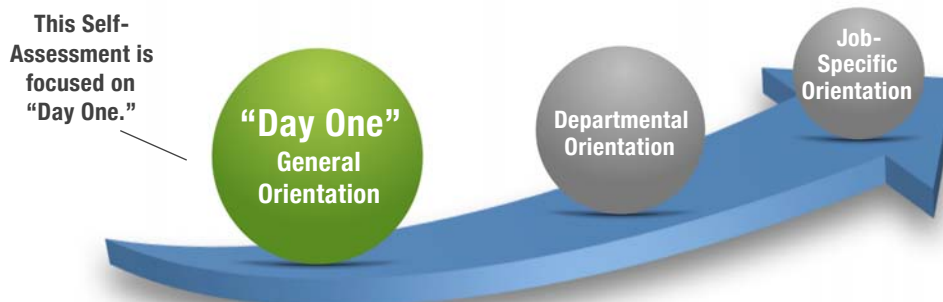 This Self-
Assessment is
focused on
“Day One.”
“Day One”
General
Orientation
Departmental
Orientation
Job-
Specific
Orientation